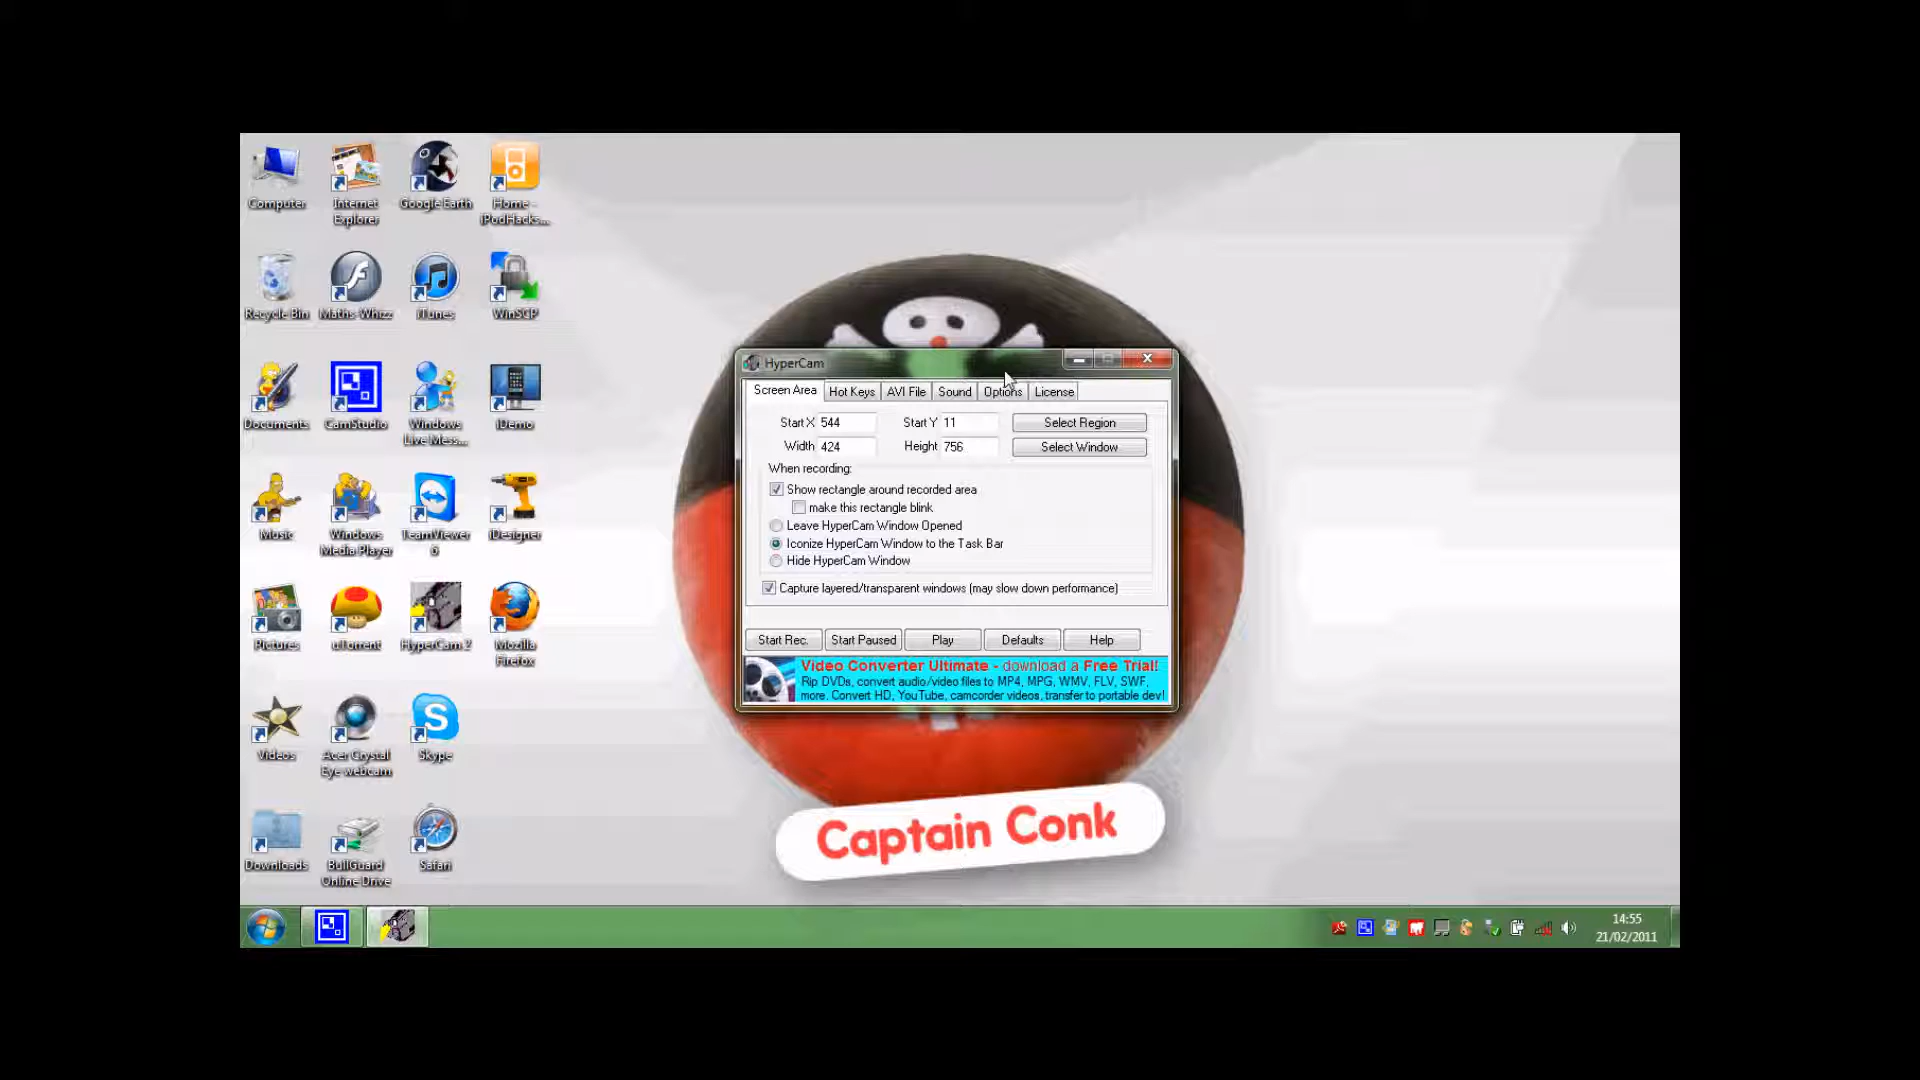 Computer
Internet
Explorer
Google Earth
Home -
iPodHacks...
Recycle Bin
Maths-Whizz
iTunes
WinSCP
Documents
CamStudio
Windows
Live Mess...
iDemo
Music
Windows
Media Player
TeamViewer
6
iDesigner
Pictures
uTorrent
HyperCam 2
Mozilla
Firefox
Videos
Acer Crystal
Eye webcam
Skype
Downloads
BullGuard
Online Drive
Safari
HyperCam
Screen Area Hot Keys AVI File Sound Options License
Start X 544 Start Y 11 Select Region
Width 424 Height 756 Select Window
When recording:
Show rectangle around recorded area
make this rectangle blink
Leave HyperCam Window Opened
Iconize HyperCam Window to the Task Bar
Hide HyperCam Window
Capture layered/transparent windows (may slow down performance)
Start Rec. Start Paused Play Defaults Help
Video Converter Ultimate - download a Free Trial!
Rip DVDs, convert audio/video files to MP4, MPG, WMV, FLV, SWF,
more. Convert HD, YouTube, camcorder videos, transfer to portable dev!
Captain Conk
14:55
21/02/2011